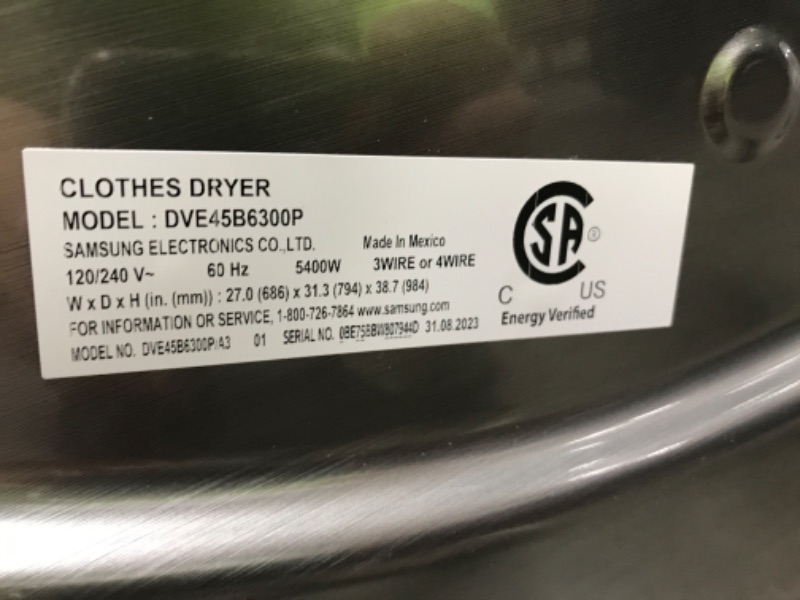 CLOTHES DRYER
MODEL : DVE45B6300P
SAMSUNG ELECTRONICS CO.,LTD. Made In Mexico
120/240 V~ 60 Hz 5400W 3WIRE or 4WIRE
W x D x H (in. (mm)) : 27.0 (686) x 31.3 (794) x 38.7 (984)
FOR INFORMATION OR SERVICE, 1-800-726-7864 www.samsung.com
MODEL NO. DVE45B6300P/A3 01 SERIAL NO. 31.08.2023
CSA ®
C US
Energy Verified